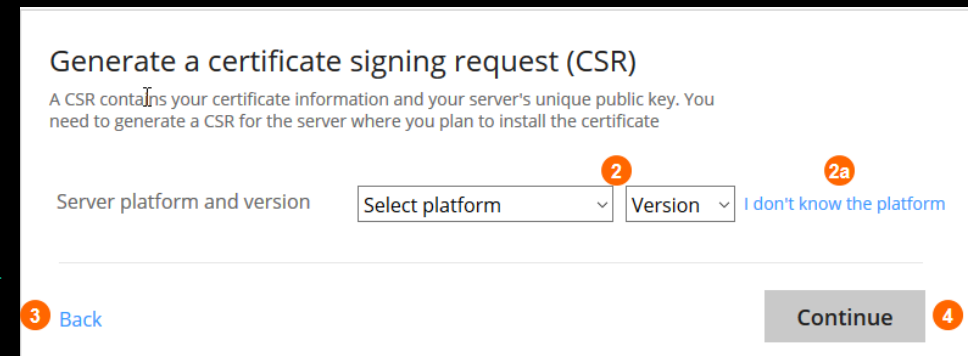 Generate a certificate signing request (CSR)
A CSR contains your certificate information and your server's unique public key. You
need to generate a CSR for the server where you plan to install the certificate
2 2a
Server platform and version Select platform Version I don't know the platform
3 Back Continue 4